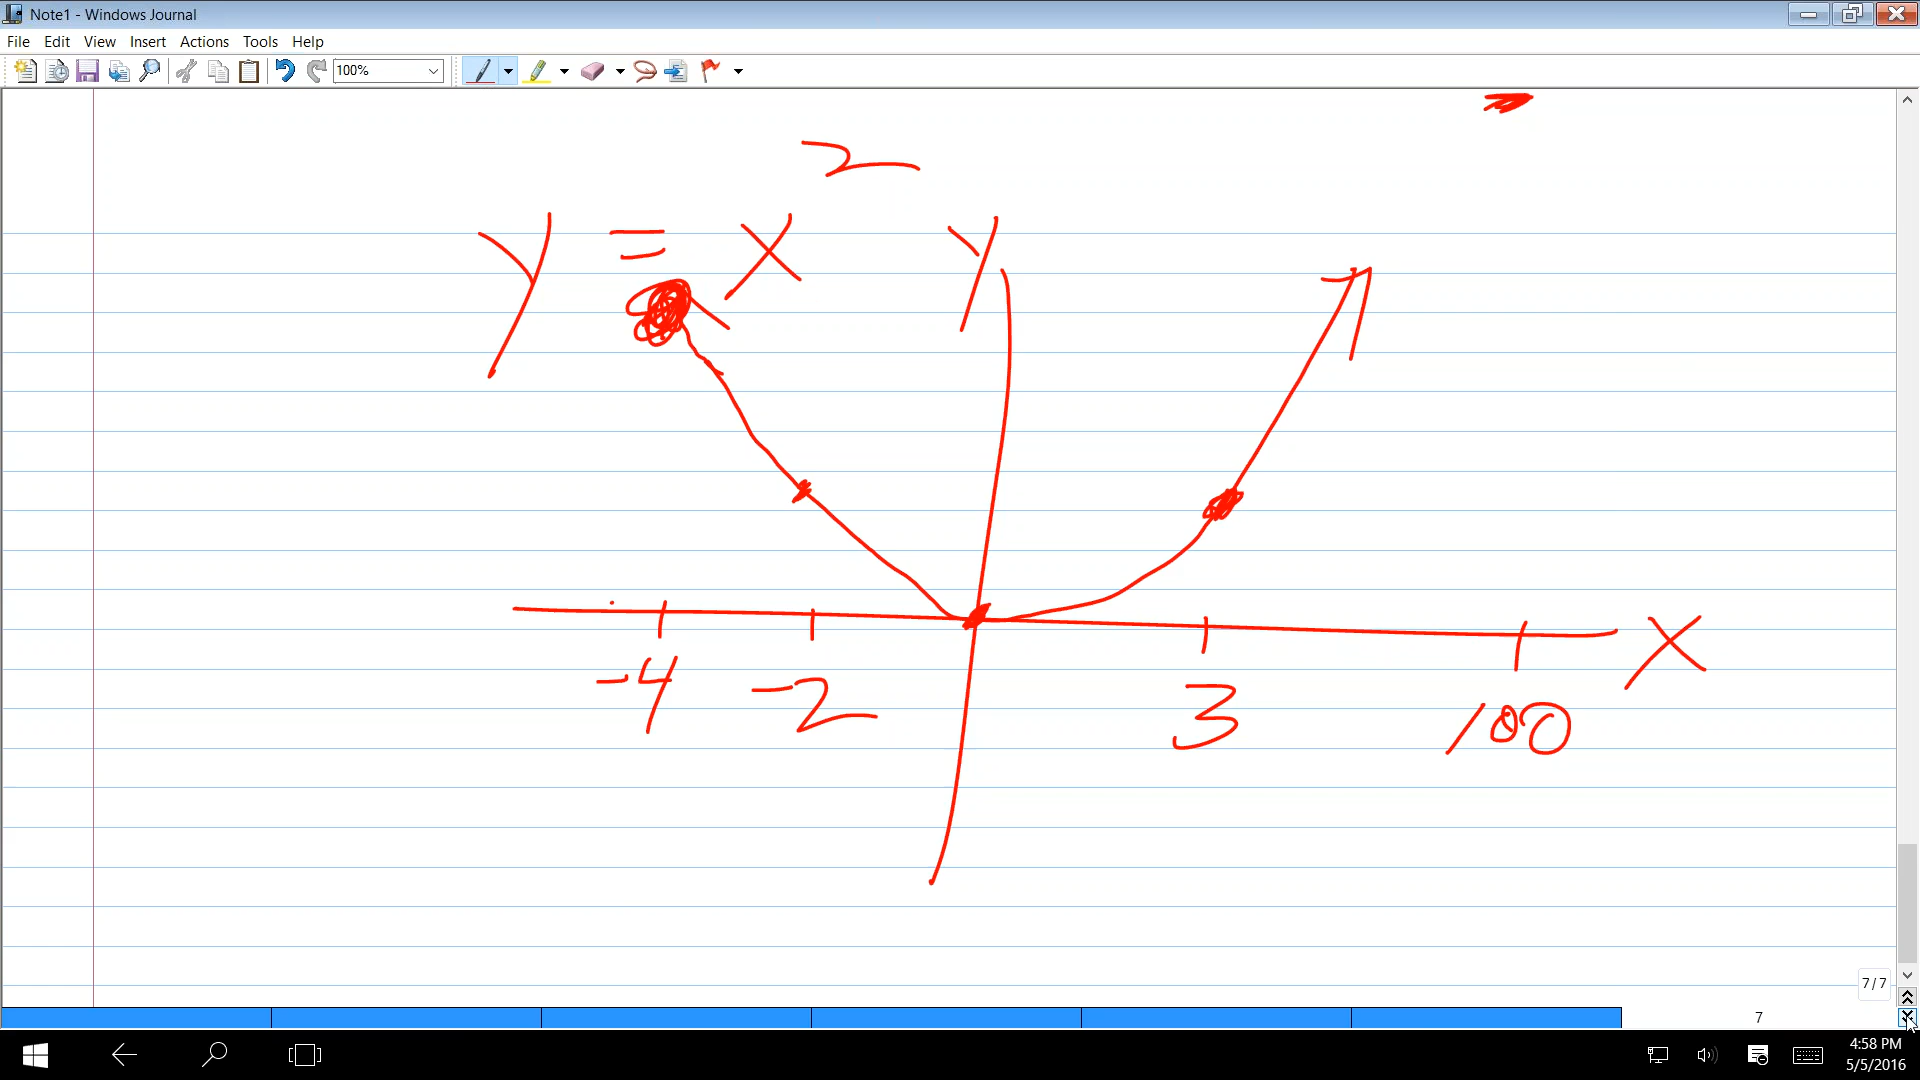 Note1 - Windows Journal
File Edit View Insert Actions Tools Help
100%
2
y = x
y
-4 -2 3 100 x
7 / 7
7
4:58 PM
5/5/2016